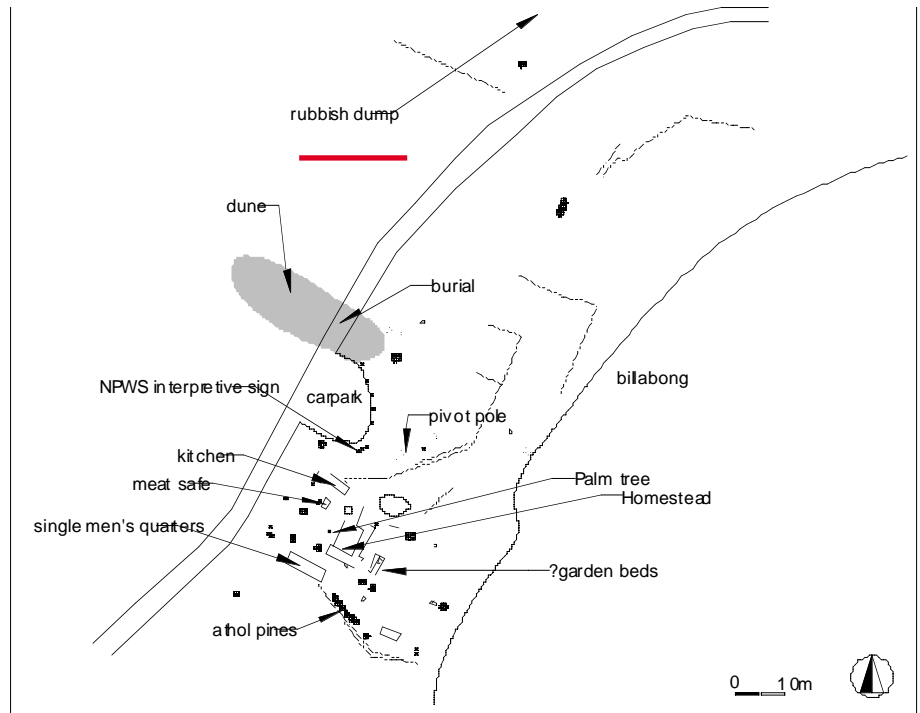 rubbish dump
dune
burial
billabong
NPWS interpretive sign
carpark
pivot pole
kitchen
meat safe
Palm tree
Homestead
single men's quarters
?garden beds
athol pines
0 10m